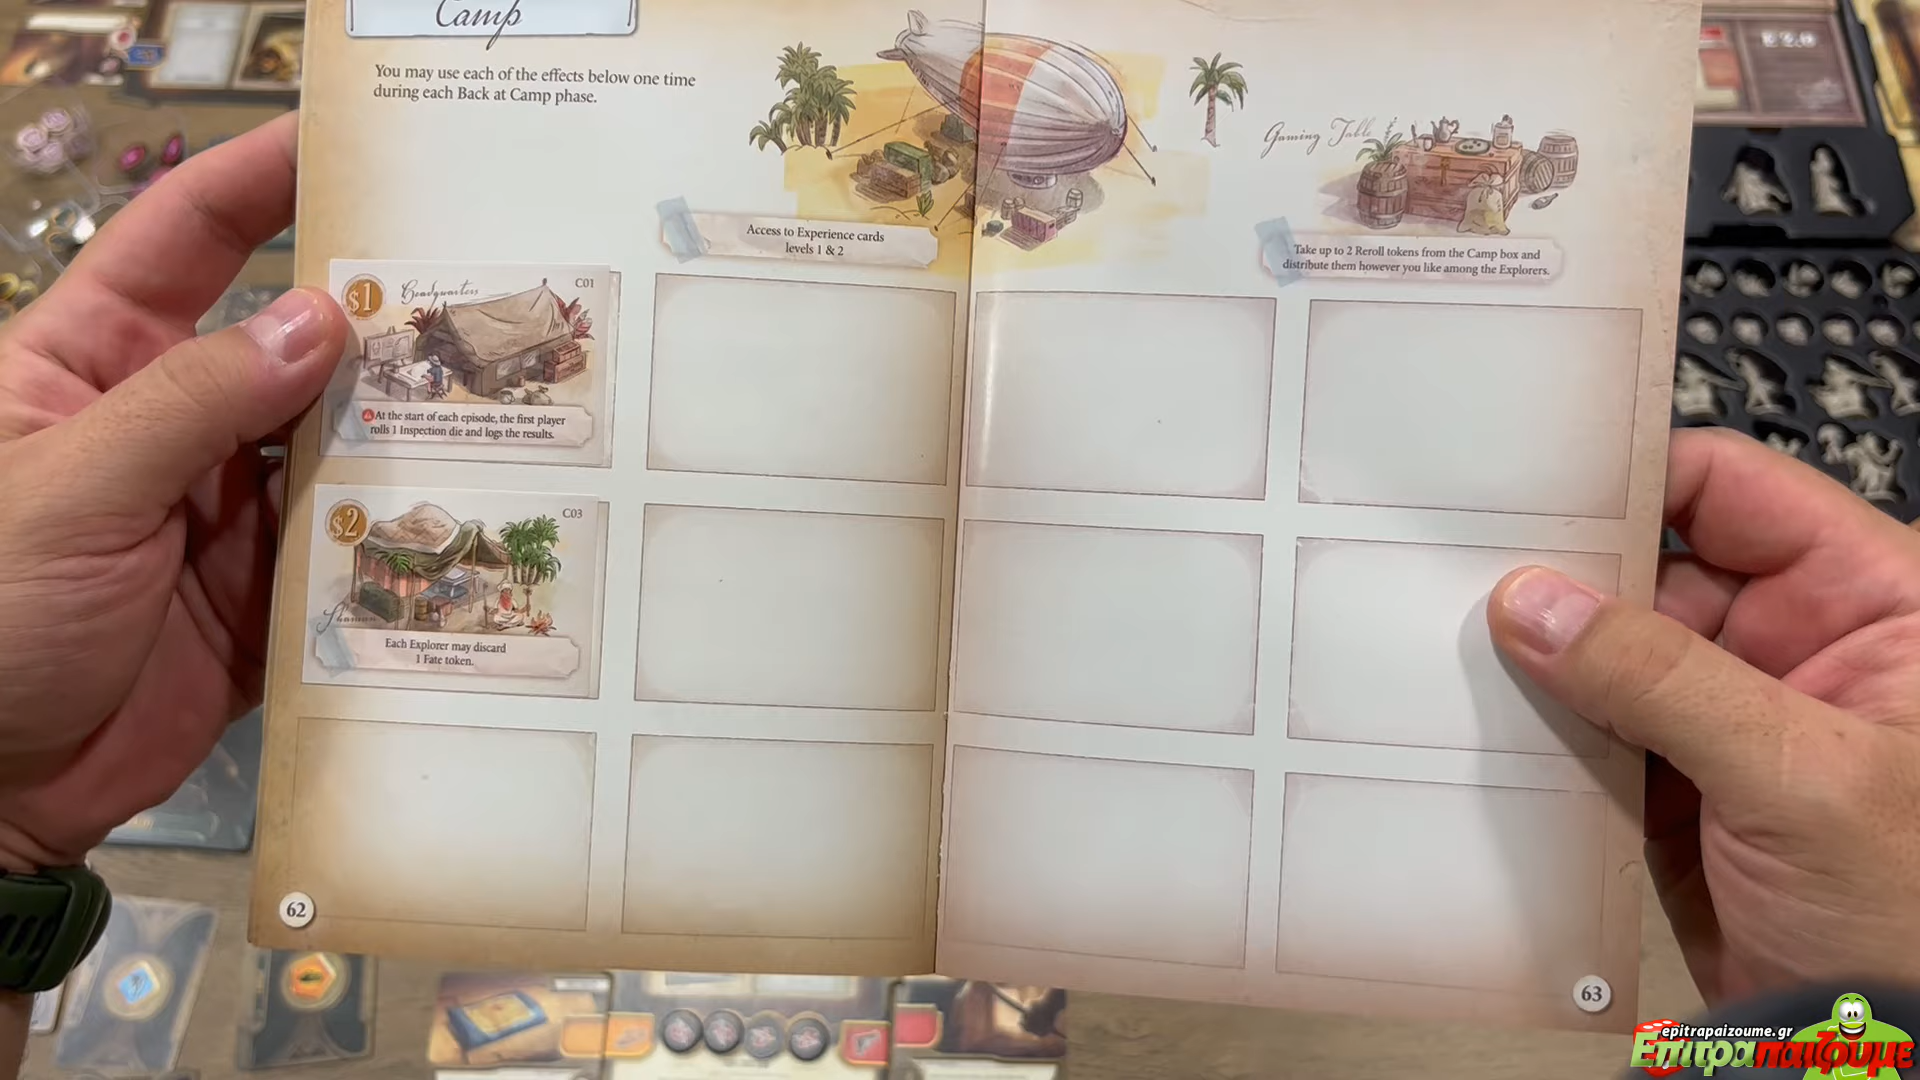 Camp
You may use each of the effects below one time
during each Back at Camp phase.
Gaming Table
Access to Experience cards
levels 1 & 2
Take up to 2 Reroll tokens from the Camp box and
distribute them however you like among the Explorers.
$1
Headquarters
C01
At the start of each episode, the first player
rolls 1 Inspection die and logs the results.
$2
C03
Shaman
Each Explorer may discard
1 Fate token.
62
63
epitrapaizoume.gr
Επιτραπαίζουμε